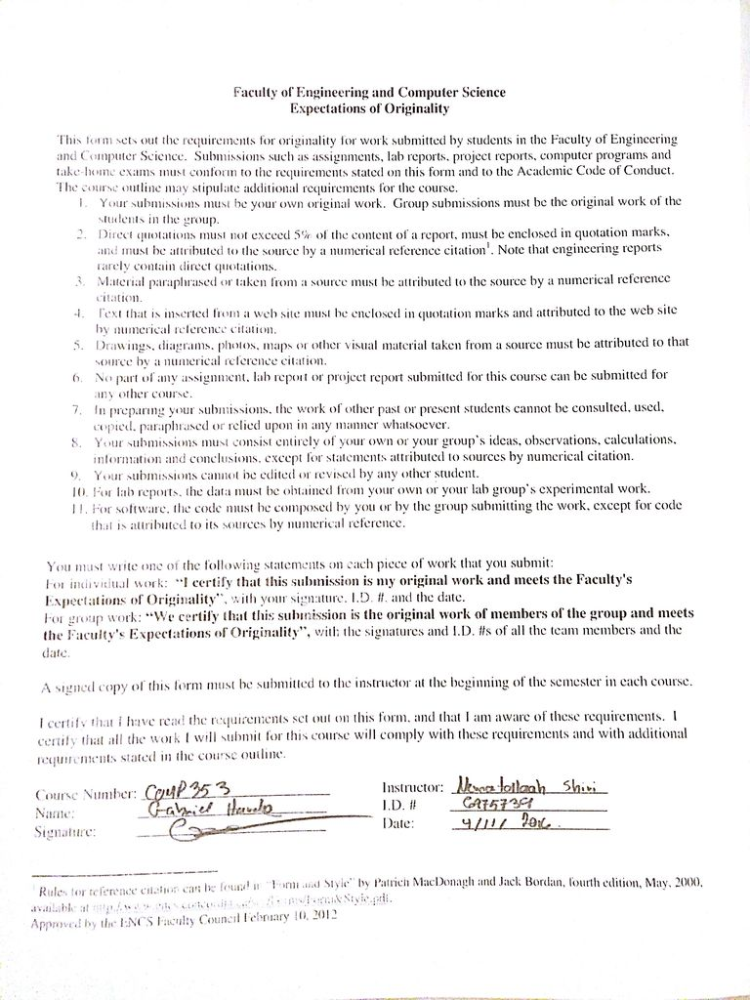 Faculty of Engineering and Computer Science
Expectations of Originality
This form sets out the requirements for originality for work submitted by students in the Faculty of Engineering
and Computer Science. Submissions such as assignments, lab reports, project reports, computer programs and
take-home exams must conform to the requirements stated on this form and to the Academic Code of Conduct.
The course outline may stipulate additional requirements for the course.
1. Your submissions must be your own original work. Group submissions must be the original work of the
students in the group.
2. Direct quotations must not exceed 5% of the content of a report, must be enclosed in quotation marks,
and must be attributed to the source by a numerical reference citation¹. Note that engineering reports
rarely contain direct quotations.
3. Material paraphrased or taken from a source must be attributed to the source by a numerical reference
citation.
4. Text that is inserted from a web site must be enclosed in quotation marks and attributed to the web site
by numerical reference citation.
5. Drawings, diagrams, photos, maps or other visual material taken from a source must be attributed to that
source by a numerical reference citation.
6. No part of any assignment, lab report or project report submitted for this course can be submitted for
any other course.
7. In preparing your submissions, the work of other past or present students cannot be consulted, used,
copied, paraphrased or relied upon in any manner whatsoever.
8. Your submissions must consist entirely of your own or your group's ideas, observations, calculations,
information and conclusions, except for statements attributed to sources by numerical citation.
9. Your submissions cannot be edited or revised by any other student.
10. For lab reports, the data must be obtained from your own or your lab group's experimental work.
11. For software, the code must be composed by you or by the group submitting the work, except for code
that is attributed to its sources by numerical reference.
You must write one of the following statements on each piece of work that you submit:
For individual work: "I certify that this submission is my original work and meets the Faculty's
Expectations of Originality", with your signature, I.D. #, and the date.
For group work: "We certify that this submission is the original work of members of the group and meets
the Faculty's Expectations of Originality", with the signatures and I.D. #s of all the team members and the
date.
A signed copy of this form must be submitted to the instructor at the beginning of the semester in each course.
I certify that I have read the requirements set out on this form, and that I am aware of these requirements. I
certify that all the work I will submit for this course will comply with these requirements and with additional
requirements stated in the course outline.
Course Number: COMP 353 Instructor: Shiri
Name: Gabriel I.D. #
Signature: Date: 4/11/
¹ Rules for reference citation can be found in "Form and Style" by Patrich MacDonagh and Jack Bordan, fourth edition, May, 2000,
available at
Approved by the ENCS Faculty Council February 10, 2012